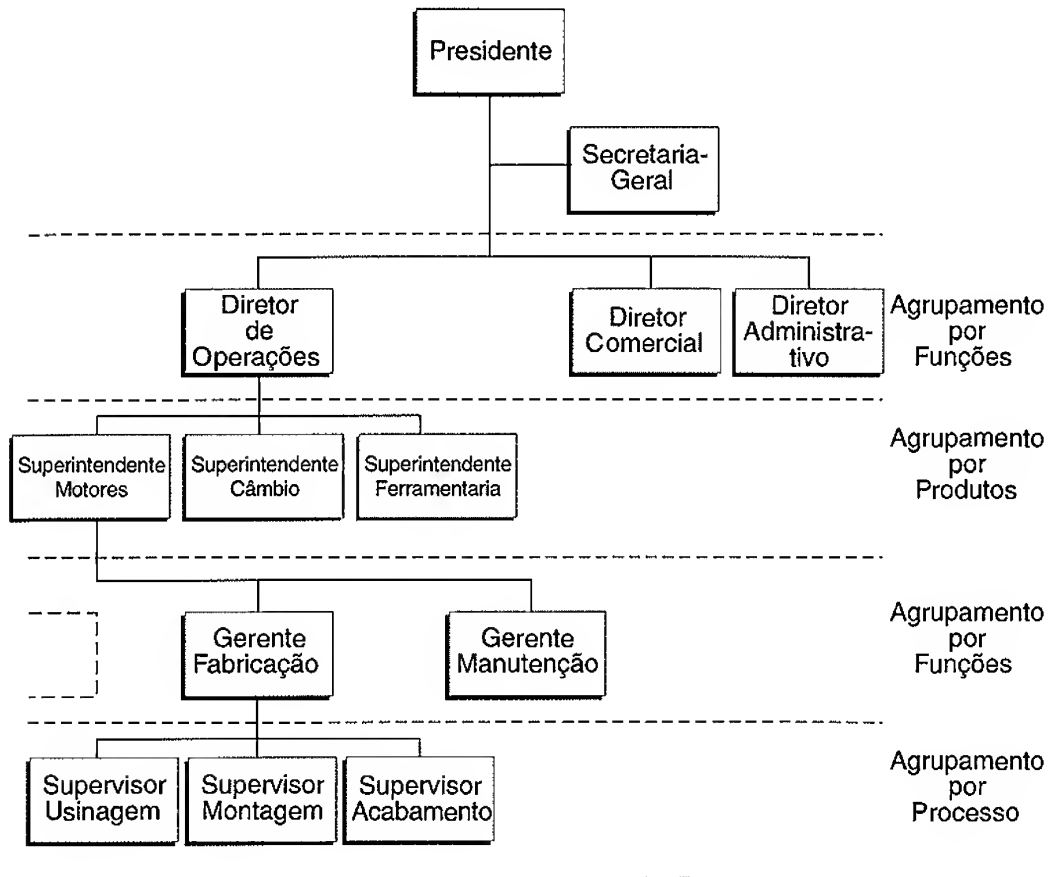 Presidente
Secretaria-
Geral
Diretor
de
Operações
Diretor
Comercial
Diretor
Administra-
tivo
Agrupamento
por
Funções
Superintendente
Motores
Superintendente
Câmbio
Superintendente
Ferramentaria
Agrupamento
por
Produtos
Gerente
Fabricação
Gerente
Manutenção
Agrupamento
por
Funções
Supervisor
Usinagem
Supervisor
Montagem
Supervisor
Acabamento
Agrupamento
por
Processo